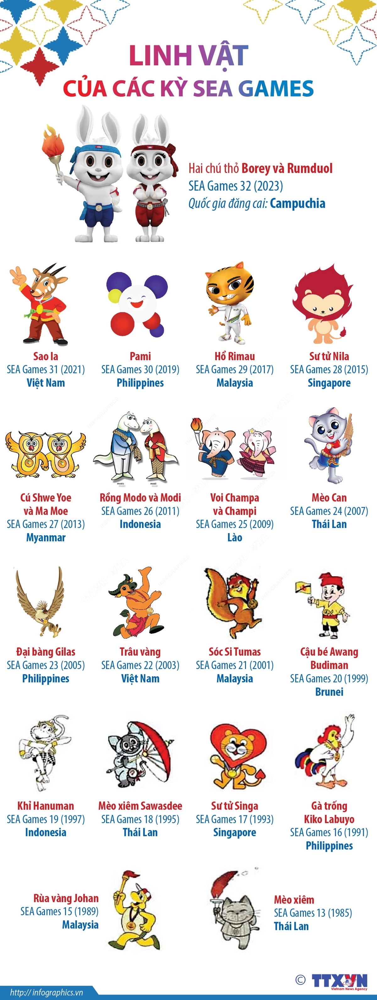 LINH VẬT
CỦA CÁC KỲ SEA GAMES
Hai chú thỏ Borey và Rumduol
SEA Games 32 (2023)
Quốc gia đăng cai: Campuchia
Sao la
SEA Games 31 (2021)
Việt Nam
Pami
SEA Games 30 (2019)
Philippines
Hổ Rimau
SEA Games 29 (2017)
Malaysia
Sư tử Nila
SEA Games 28 (2015)
Singapore
Cú Shwe Yoe
và Ma Moe
SEA Games 27 (2013)
Myanmar
modo
modi
Rồng Modo và Modi
SEA Games 26 (2011)
Indonesia
Voi Champa
và Champi
SEA Games 25 (2009)
Lào
Mèo Can
SEA Games 24 (2007)
Thái Lan
Đại bàng Gilas
SEA Games 23 (2005)
Philippines
Trâu vàng
SEA Games 22 (2003)
Việt Nam
Sóc Si Tumas
SEA Games 21 (2001)
Malaysia
Cậu bé Awang
Budiman
SEA Games 20 (1999)
Brunei
Khỉ Hanuman
SEA Games 19 (1997)
Indonesia
Mèo xiêm Sawasdee
SEA Games 18 (1995)
Thái Lan
Sư tử Singa
SEA Games 17 (1993)
Singapore
Gà trống
Kiko Labuyo
SEA Games 16 (1991)
Philippines
Rùa vàng Johan
SEA Games 15 (1989)
Malaysia
Mèo xiêm
SEA Games 13 (1985)
Thái Lan
© TTXVN
Vietnam News Agency
http://infographics.vn